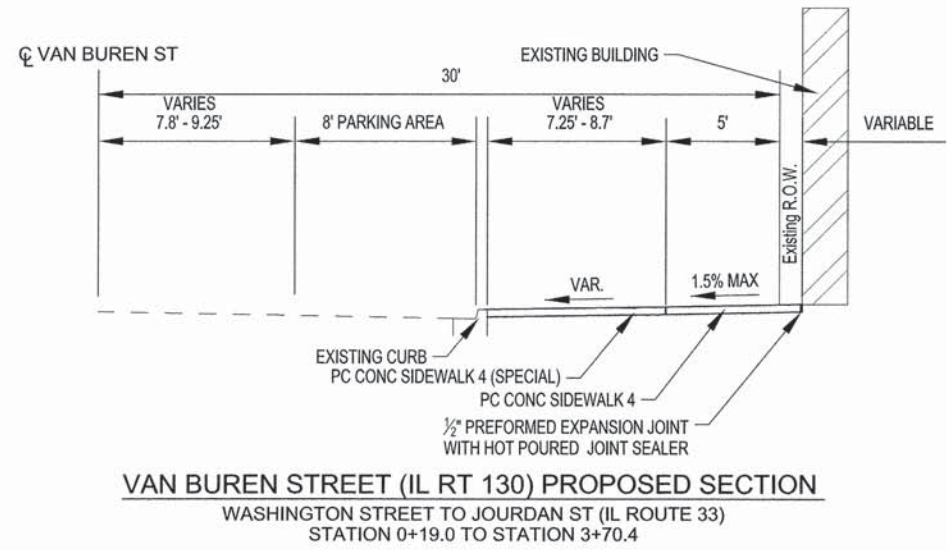 ℄ VAN BUREN ST
EXISTING BUILDING
30'
VARIES
7.8' - 9.25'
8' PARKING AREA
VARIES
7.25' - 8.7'
5'
VARIABLE
Existing R.O.W.
VAR.
1.5% MAX
EXISTING CURB
PC CONC SIDEWALK 4 (SPECIAL)
PC CONC SIDEWALK 4
½" PREFORMED EXPANSION JOINT
WITH HOT POURED JOINT SEALER
VAN BUREN STREET (IL RT 130) PROPOSED SECTION
WASHINGTON STREET TO JOURDAN ST (IL ROUTE 33)
STATION 0+19.0 TO STATION 3+70.4